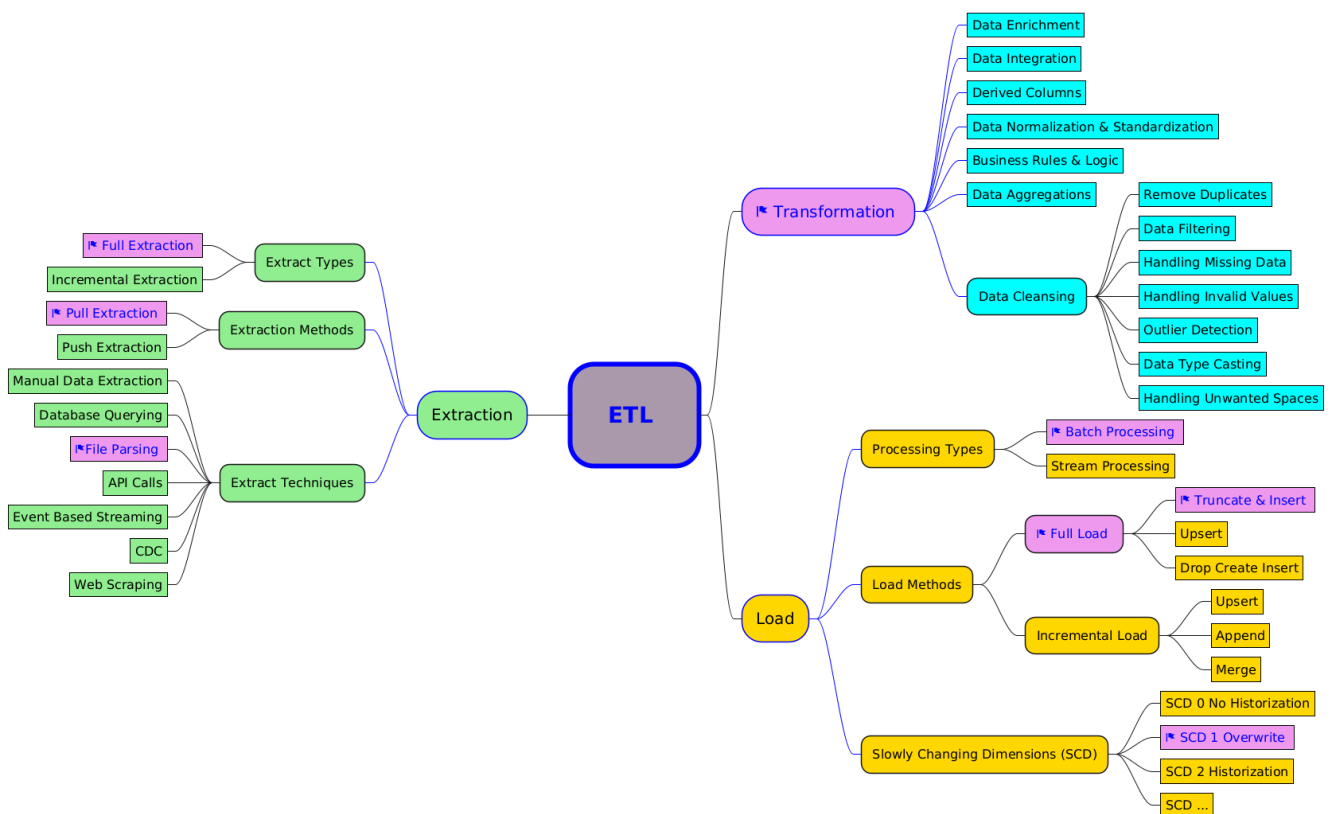 ETL
Extraction
Extract Types
Full Extraction
Incremental Extraction
Extraction Methods
Pull Extraction
Push Extraction
Extract Techniques
Manual Data Extraction
Database Querying
File Parsing
API Calls
Event Based Streaming
CDC
Web Scraping
Transformation
Data Enrichment
Data Integration
Derived Columns
Data Normalization & Standardization
Business Rules & Logic
Data Aggregations
Data Cleansing
Remove Duplicates
Data Filtering
Handling Missing Data
Handling Invalid Values
Outlier Detection
Data Type Casting
Handling Unwanted Spaces
Load
Processing Types
Batch Processing
Stream Processing
Load Methods
Full Load
Truncate & Insert
Upsert
Drop Create Insert
Incremental Load
Upsert
Append
Merge
Slowly Changing Dimensions (SCD)
SCD 0 No Historization
SCD 1 Overwrite
SCD 2 Historization
SCD ...